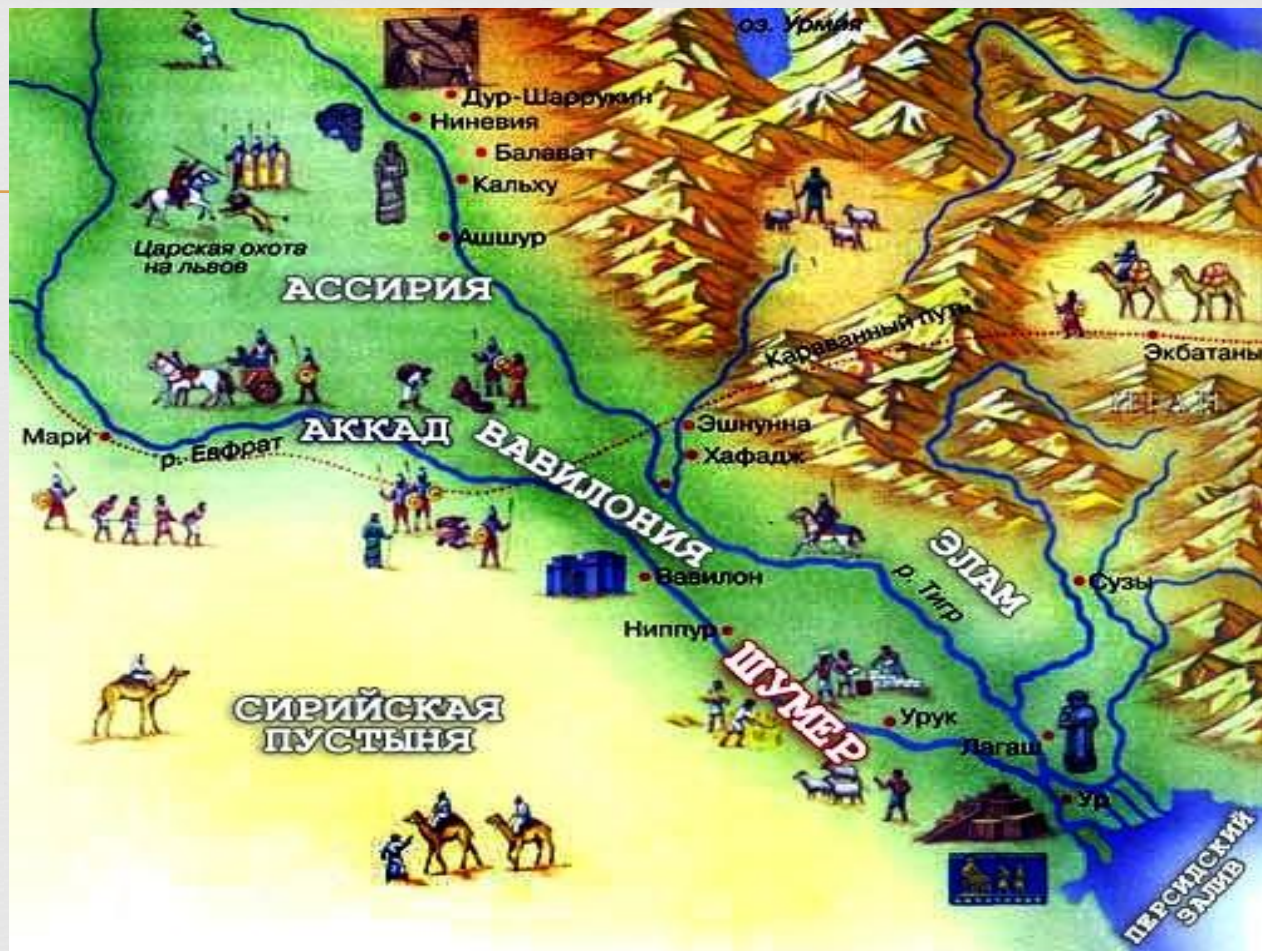 оз. Урмия
Дур-Шаррукин
Ниневия
Балават
Кальху
Ашшур
Царская охота
на львов
АССИРИЯ
Караванный путь
Экбатаны
ИРАН
Мари
р. Евфрат
АККАД
ВАВИЛОНИЯ
Эшнунна
Хафадж
ЭЛАМ
р. Тигр
Сузы
Вавилон
Ниппур
ШУМЕР
СИРИЙСКАЯ
ПУСТЫНЯ
Урук
Лагаш
Ур
ПЕРСИДСКИЙ
ЗАЛИВ